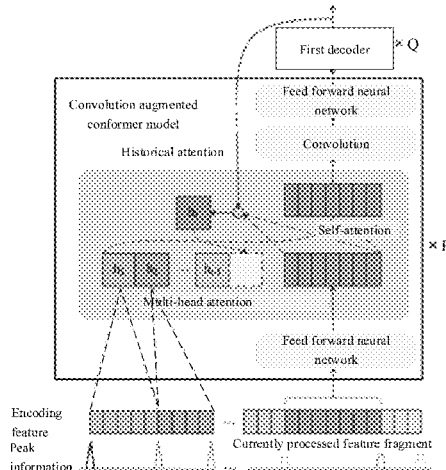 First decoder
× Q
Feed forward neural
network
Convolution augmented
conformer model
Convolution
Historical attention
Self-attention
Multi-head attention
Feed forward neural
network
Encoding
feature
Peak
information
...
Currently processed feature fragment